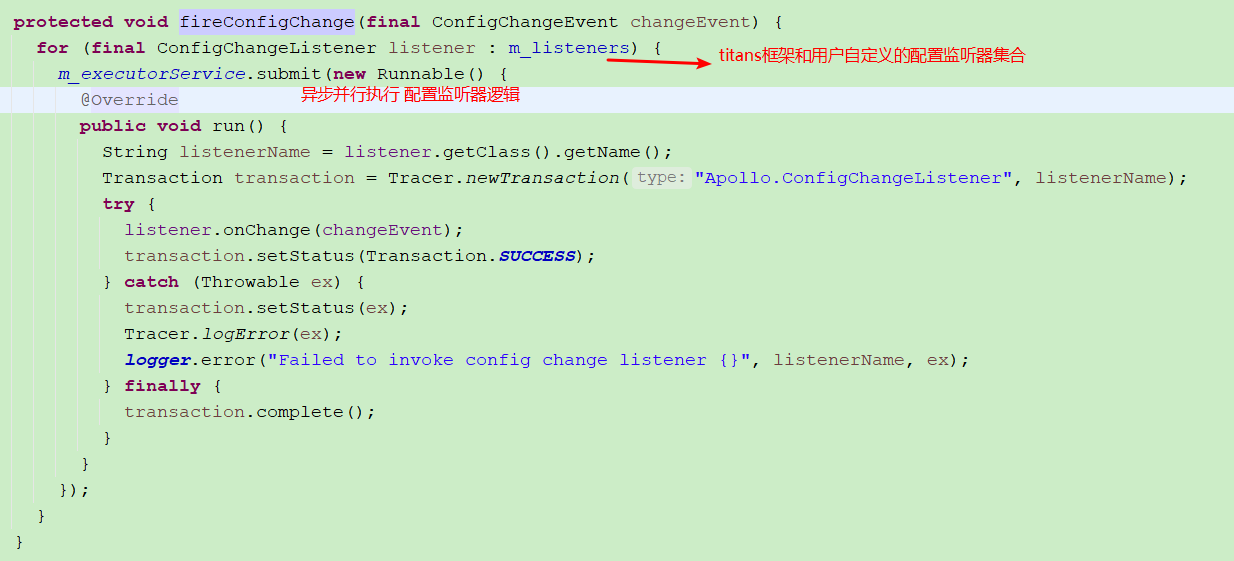 protected void fireConfigChange(final ConfigChangeEvent changeEvent) {
for (final ConfigChangeListener listener : m_listeners) {
titans框架和用户自定义的配置监听器集合
m_executorService.submit(new Runnable() {
异步并行执行 配置监听器逻辑
@Override
public void run() {
String listenerName = listener.getClass().getName();
Transaction transaction = Tracer.newTransaction( type: "Apollo.ConfigChangeListener", listenerName);
try {
listener.onChange(changeEvent);
transaction.setStatus(Transaction.SUCCESS);
} catch (Throwable ex) {
transaction.setStatus(ex);
Tracer.logError(ex);
logger.error("Failed to invoke config change listener {}", listenerName, ex);
} finally {
transaction.complete();
}
}
});
}
}